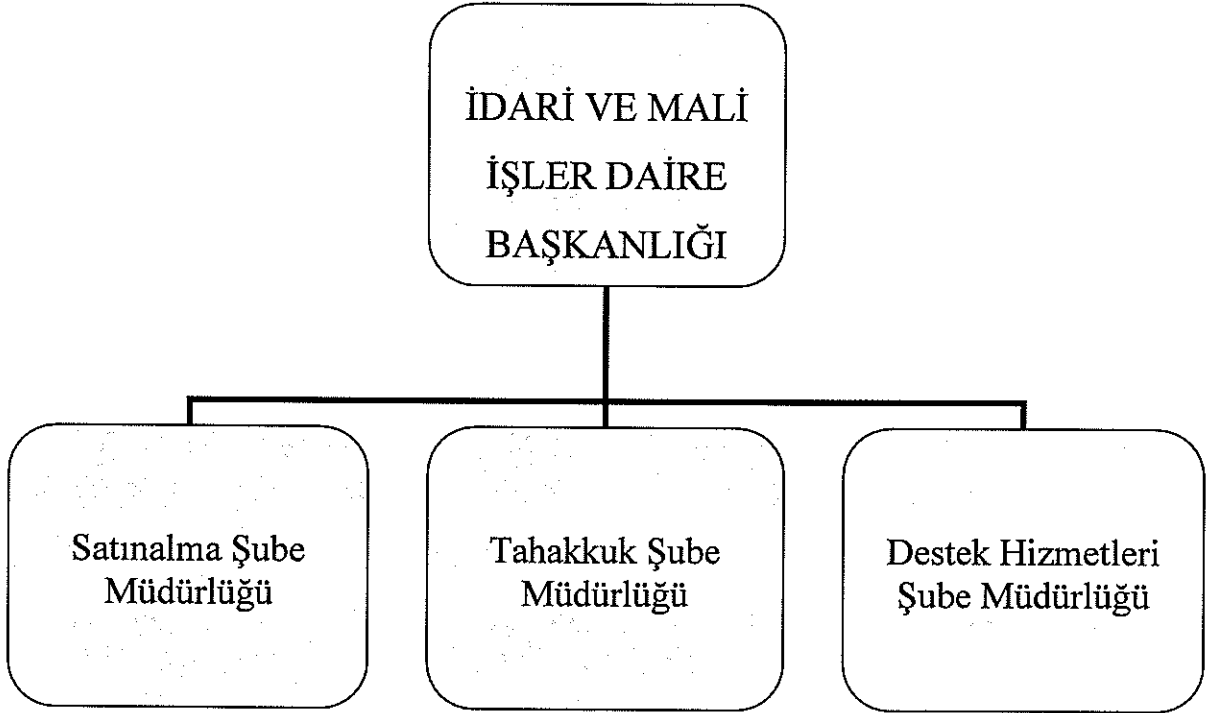 İDARİ VE MALİ
İŞLER DAİRE
BAŞKANLIĞI
Satınalma Şube
Müdürlüğü
Tahakkuk Şube
Müdürlüğü
Destek Hizmetleri
Şube Müdürlüğü